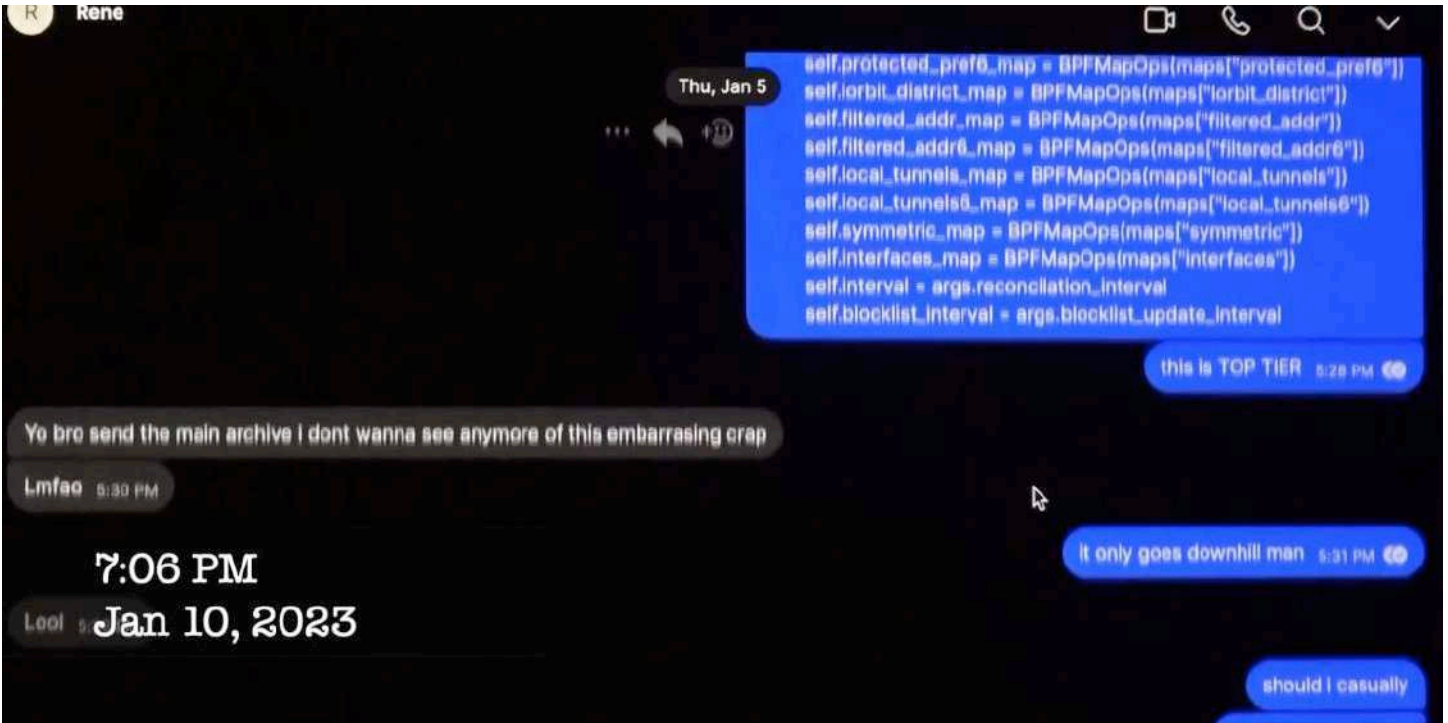 R
Rene
Thu, Jan 5
self.protected_pref6_map = BPFMapOps(maps["protected_pref6"])
self.iorbit_district_map = BPFMapOps(maps["iorbit_district"])
self.filtered_addr_map = BPFMapOps(maps["filtered_addr"])
self.filtered_addr6_map = BPFMapOps(maps["filtered_addr6"])
self.local_tunnels_map = BPFMapOps(maps["local_tunnels"])
self.local_tunnels6_map = BPFMapOps(maps["local_tunnels6"])
self.symmetric_map = BPFMapOps(maps["symmetric"])
self.interfaces_map = BPFMapOps(maps["interfaces"])
self.interval = args.reconcilation_interval
self.blocklist_interval = args.blocklist_update_interval
this is TOP TIER 5:28 PM
Yo bro send the main archive i dont wanna see anymore of this embarrasing crap
Lmfao 5:30 PM
it only goes downhill man 5:31 PM
7:06 PM
Lool
Jan 10, 2023
should i casually